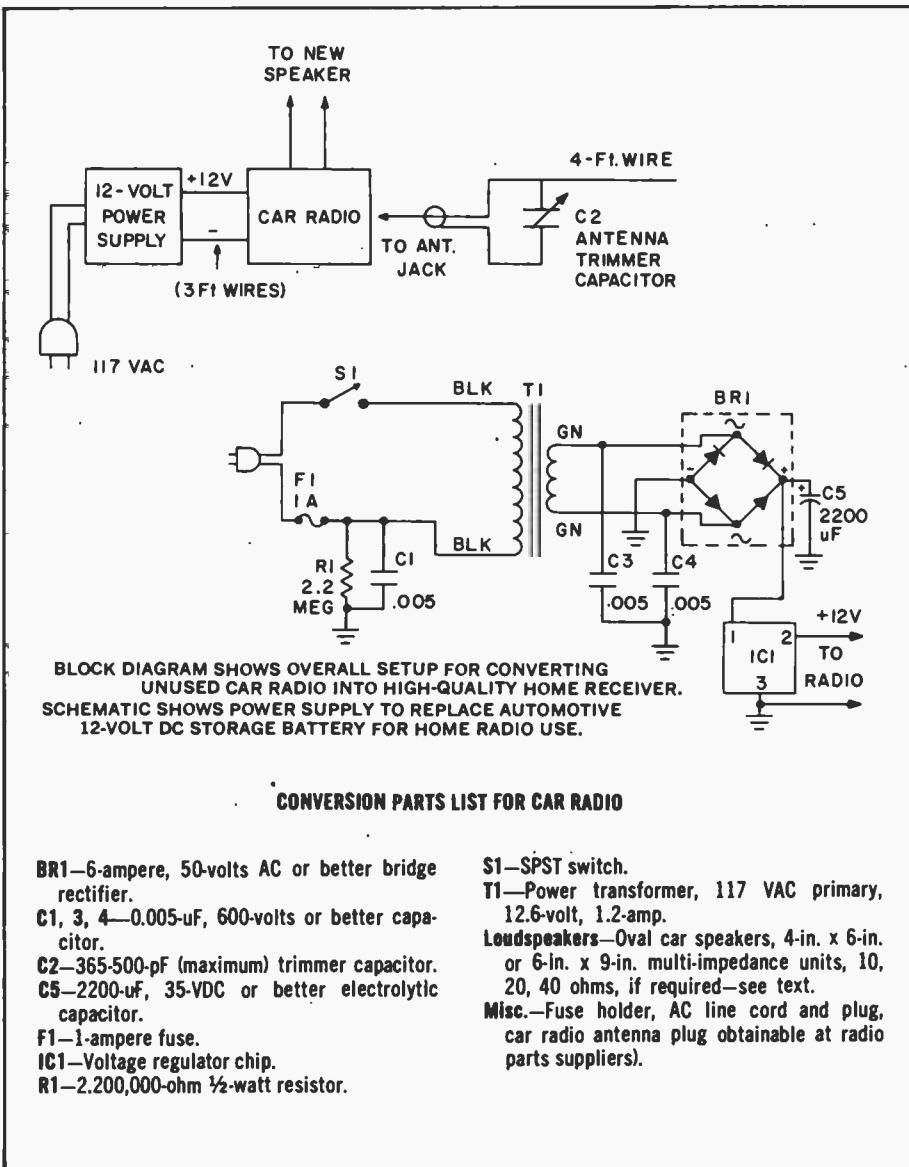 TO NEW
SPEAKER
4-Ft. WIRE
12-VOLT
POWER
SUPPLY
+12V
-
CAR RADIO
TO ANT.
JACK
C2
ANTENNA
TRIMMER
CAPACITOR
(3 Ft WIRES)
117 VAC
S1
BLK
T1
BR1
GN
F1
1 A
BLK
GN
-
+
+
C5
2200
uF
R1
2.2
MEG
C1
.005
C3
.005
C4
.005
1
2
IC1
3
+12V
TO
RADIO
BLOCK DIAGRAM SHOWS OVERALL SETUP FOR CONVERTING
UNUSED CAR RADIO INTO HIGH-QUALITY HOME RECEIVER.
SCHEMATIC SHOWS POWER SUPPLY TO REPLACE AUTOMOTIVE
12-VOLT DC STORAGE BATTERY FOR HOME RADIO USE.
CONVERSION PARTS LIST FOR CAR RADIO
BR1—6-ampere, 50-volts AC or better bridge
rectifier.
C1, 3, 4—0.005-uF, 600-volts or better capa-
citor.
C2—365-500-pF (maximum) trimmer capacitor.
C5—2200-uF, 35-VDC or better electrolytic
capacitor.
F1—1-ampere fuse.
IC1—Voltage regulator chip.
R1—2.200,000-ohm ½-watt resistor.
S1—SPST switch.
T1—Power transformer, 117 VAC primary,
12.6-volt, 1.2-amp.
Loudspeakers—Oval car speakers, 4-in. x 6-in.
or 6-in. x 9-in. multi-impedance units, 10,
20, 40 ohms, if required—see text.
Misc.—Fuse holder, AC line cord and plug,
car radio antenna plug obtainable at radio
parts suppliers).